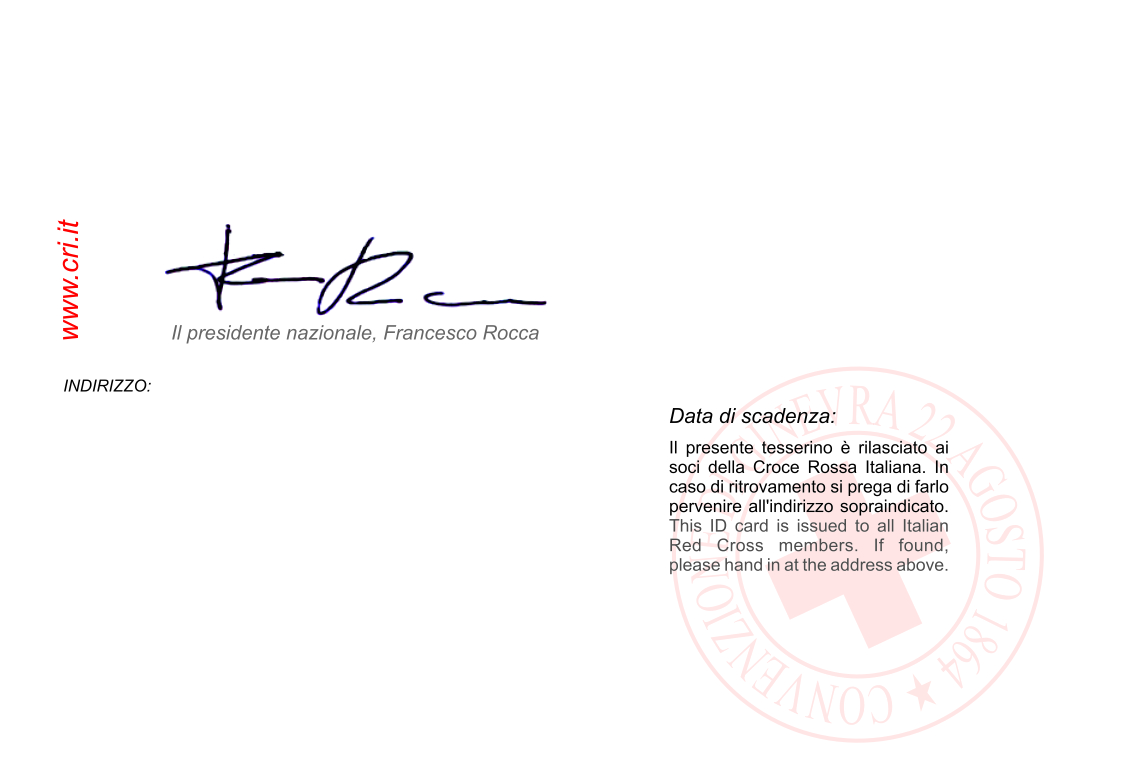 www.cri.it
Il presidente nazionale, Francesco Rocca
INDIRIZZO:
Data di scadenza:
Il presente tesserino è rilasciato ai
soci della Croce Rossa Italiana. In
caso di ritrovamento si prega di farlo
pervenire all'indirizzo sopraindicato.
This ID card is issued to all Italian
Red Cross members. If found,
please hand in at the address above.
CONVENZIONE DI GINEVRA 22 AGOSTO 1864